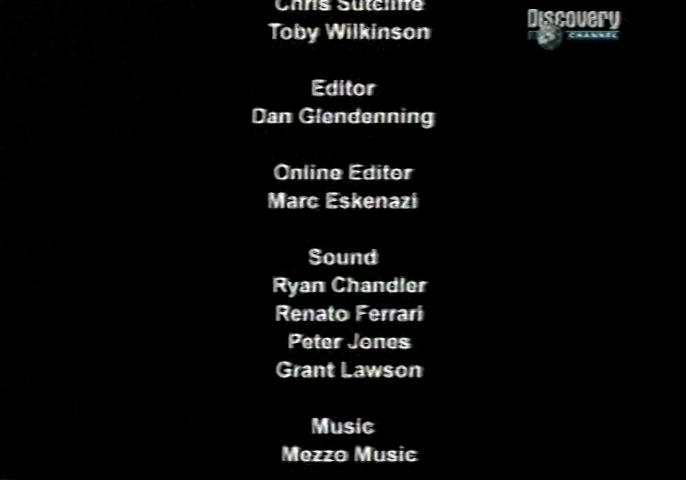 Chris Sutcliffe
Toby Wilkinson
Discovery
CHANNEL
Editor
Dan Glendenning
Online Editor
Marc Eskenazi
Sound
Ryan Chandler
Renato Ferrari
Peter Jones
Grant Lawson
Music
Mezzo Music